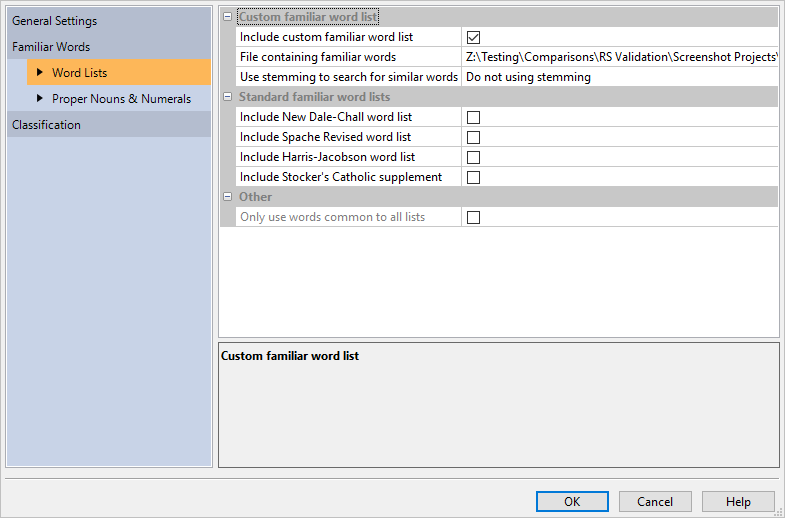 General Settings
Familiar Words
Word Lists
Proper Nouns & Numerals
Classification
Custom familiar word list
Include custom familiar word list
File containing familiar words Z:\Testing\Comparisons\RS Validation\Screenshot Projects\
Use stemming to search for similar words Do not using stemming
Standard familiar word lists
Include New Dale-Chall word list
Include Spache Revised word list
Include Harris-Jacobson word list
Include Stocker's Catholic supplement
Other
Only use words common to all lists
Custom familiar word list
OK Cancel Help